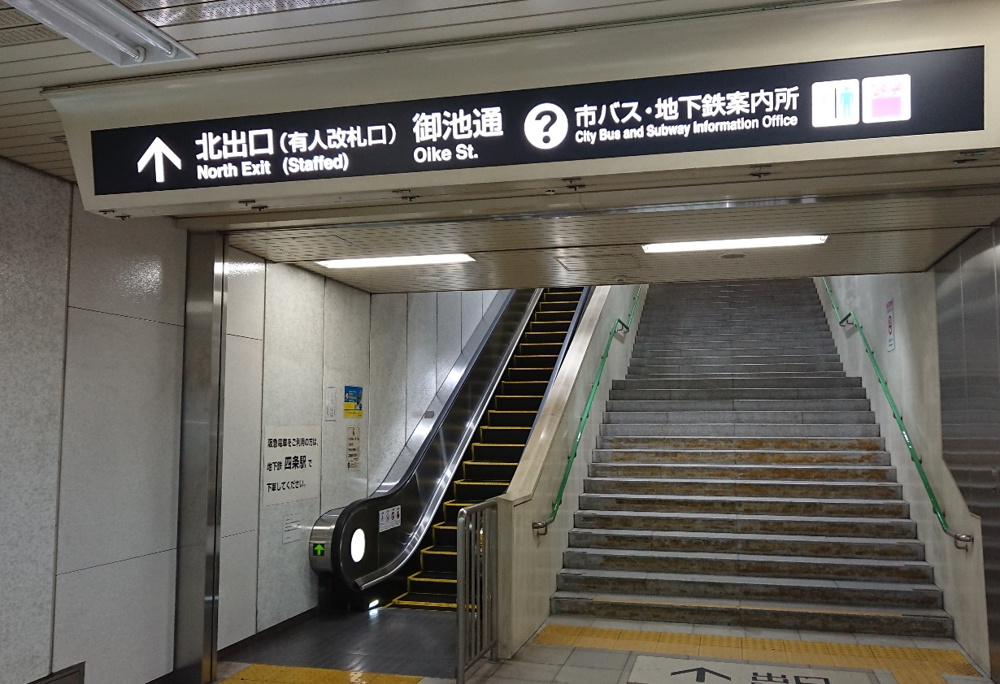 北出口(有人改札口)
North Exit (Staffed)
御池通
Oike St.
?
市バス・地下鉄案内所
City Bus and Subway Information Office
阪急電車をご利用の方は、
地下鉄 四条駅で
下車してください。
出口